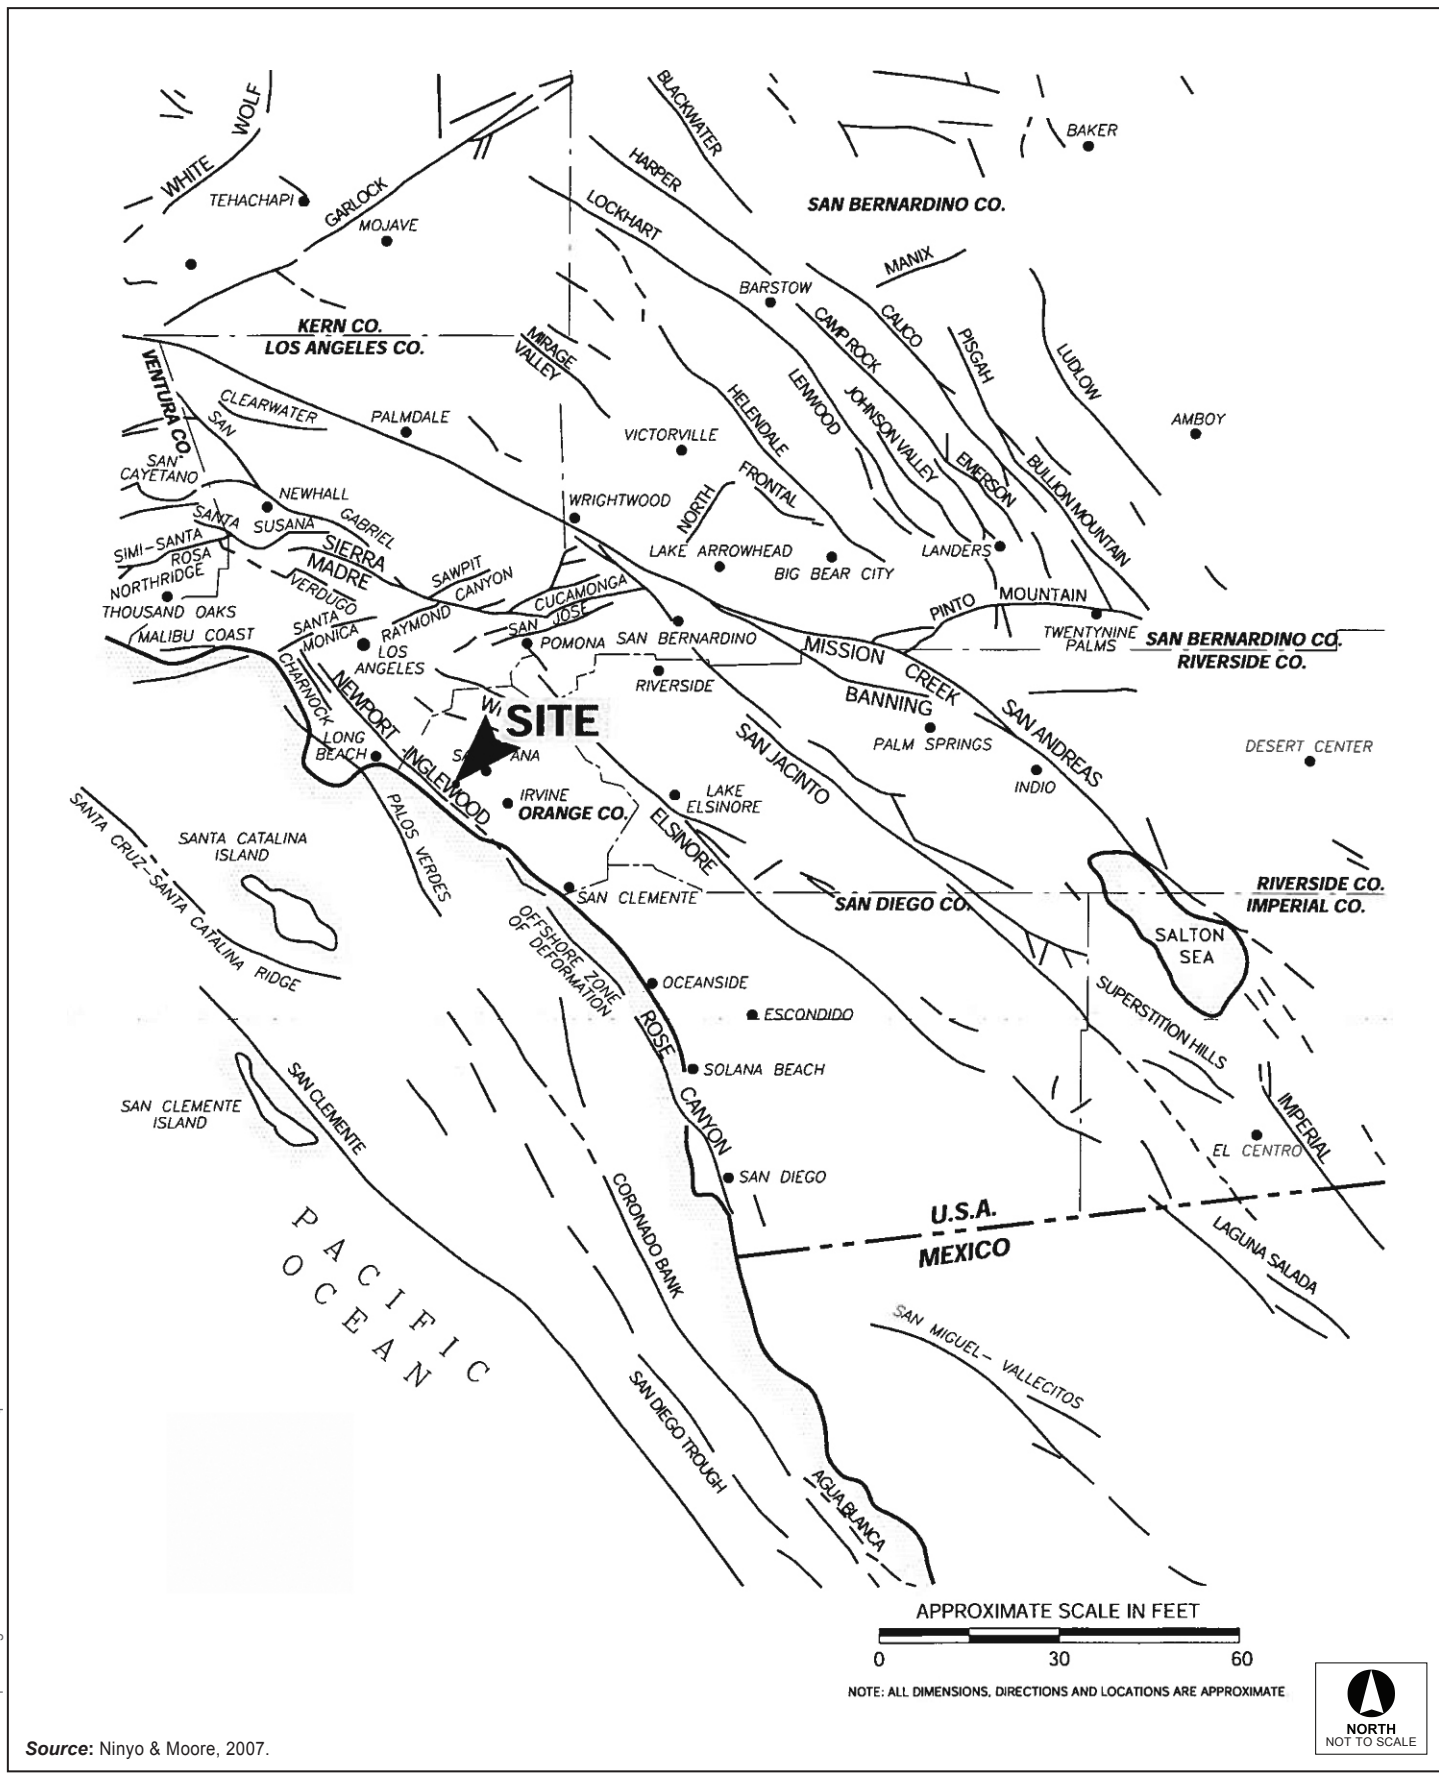 BLACKWATER
WOLF
WHITE
BAKER
HARPER
TEHACHAPI
GARLOCK
LOCKHART
SAN BERNARDINO CO.
MOJAVE
MANIX
BARSTOW
CALICO
CAMP ROCK
PISGAH
LUDLOW
KERN CO.
LOS ANGELES CO.
MIRAGE
VALLEY
VENTURA CO.
LENWOOD
JOHNSON VALLEY
HELENDALE
CLEARWATER
SAN
PALMDALE
VICTORVILLE
AMBOY
SAN
CAYETANO
EMERSON
BULLION MOUNTAIN
NORTH
FRONTAL
NEWHALL
WRIGHTWOOD
SANTA
SUSANA
GABRIEL
SIMI-SANTA
ROSA
SIERRA
MADRE
LAKE ARROWHEAD
BIG BEAR CITY
LANDERS
NORTHRIDGE
VERDUGO
SAWPIT
CANYON
CUCAMONGA
PINTO
MOUNTAIN
THOUSAND OAKS
SANTA
MONICA
RAYMOND
SAN
JOSE
MALIBU COAST
LOS
ANGELES
POMONA
SAN BERNARDINO
TWENTYNINE
PALMS
SAN BERNARDINO CO.
RIVERSIDE CO.
MISSION
CREEK
CHARNOCK
RIVERSIDE
BANNING
NEWPORT
-INGLEWOOD
SITE
SAN ANDREAS
SAN JACINTO
PALM SPRINGS
LONG
BEACH
DESERT CENTER
INDIO
IRVINE
ORANGE CO.
LAKE
ELSINORE
ELSINORE
PALOS VERDES
SANTA CRUZ-SANTA CATALINA RIDGE
SANTA CATALINA
ISLAND
SAN CLEMENTE
SAN DIEGO CO.
RIVERSIDE CO.
IMPERIAL CO.
OFFSHORE ZONE
OF DEFORMATION
SALTON
SEA
OCEANSIDE
ESCONDIDO
SUPERSTITION HILLS
ROSE
CANYON
SOLANA BEACH
SAN CLEMENTE
SAN CLEMENTE
ISLAND
IMPERIAL
EL CENTRO
SAN DIEGO
CORONADO BANK
U.S.A.
MEXICO
LAGUNA SALADA
PACIFIC
OCEAN
SAN MIGUEL- VALLECITOS
SAN DIEGO TROUGH
AGUA BLANCA
APPROXIMATE SCALE IN FEET
0 30 60
NOTE: ALL DIMENSIONS, DIRECTIONS AND LOCATIONS ARE APPROXIMATE
NORTH
NOT TO SCALE
Source: Ninyo & Moore, 2007.